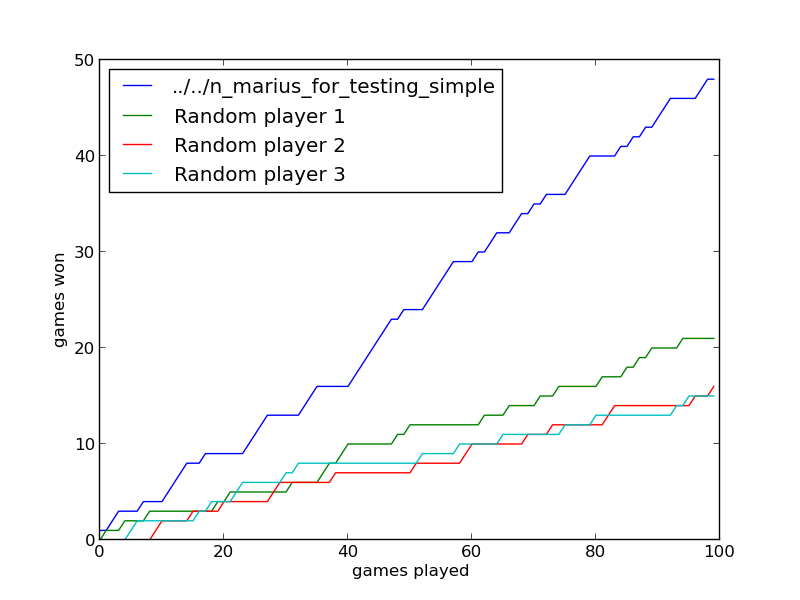 50
../../n_marius_for_testing_simple
Random player 1
Random player 2
Random player 3
40
30
games won
20
10
0
0 20 40 60 80 100
games played